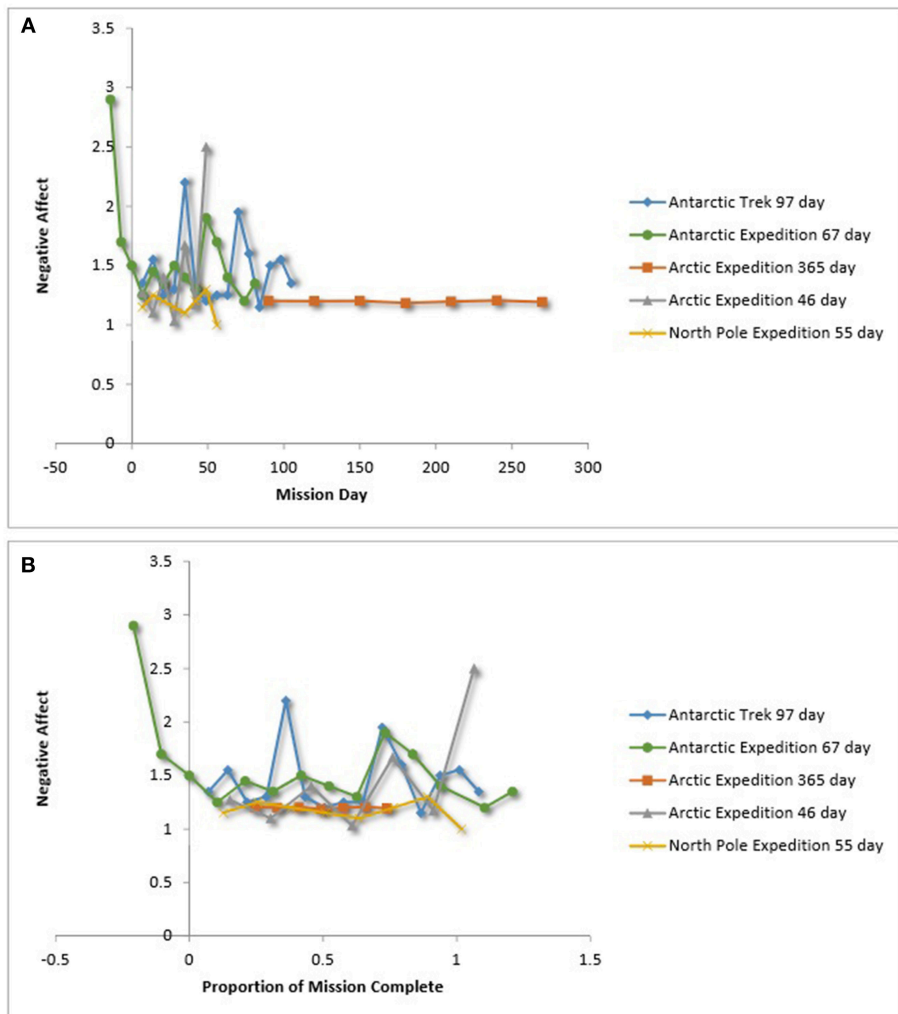 A
3.5
3
2.5
2
1.5
1
0.5
0
Negative Affect
-50 0 50 100 150 200 250 300
Mission Day
Antarctic Trek 97 day
Antarctic Expedition 67 day
Arctic Expedition 365 day
Arctic Expedition 46 day
North Pole Expedition 55 day
B
3.5
3
2.5
2
1.5
1
0.5
0
Negative Affect
-0.5 0 0.5 1 1.5
Proportion of Mission Complete
Antarctic Trek 97 day
Antarctic Expedition 67 day
Arctic Expedition 365 day
Arctic Expedition 46 day
North Pole Expedition 55 day